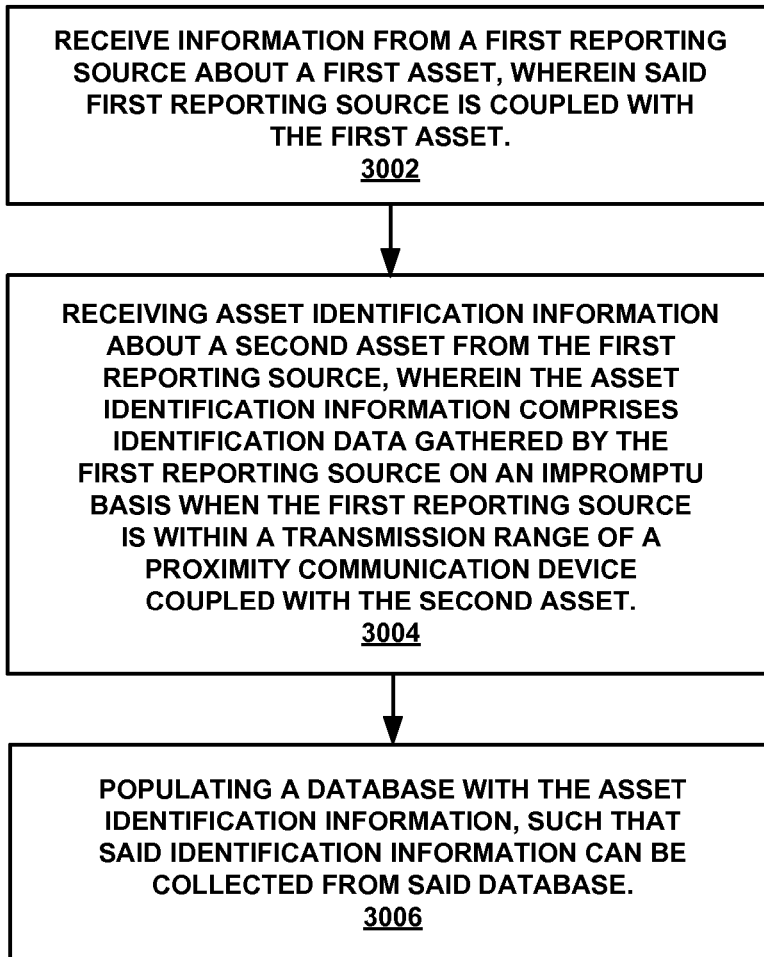 RECEIVE INFORMATION FROM A FIRST REPORTING
SOURCE ABOUT A FIRST ASSET, WHEREIN SAID
FIRST REPORTING SOURCE IS COUPLED WITH
THE FIRST ASSET.
3002
RECEIVING ASSET IDENTIFICATION INFORMATION
ABOUT A SECOND ASSET FROM THE FIRST
REPORTING SOURCE, WHEREIN THE ASSET
IDENTIFICATION INFORMATION COMPRISES
IDENTIFICATION DATA GATHERED BY THE
FIRST REPORTING SOURCE ON AN IMPROMPTU
BASIS WHEN THE FIRST REPORTING SOURCE
IS WITHIN A TRANSMISSION RANGE OF A
PROXIMITY COMMUNICATION DEVICE
COUPLED WITH THE SECOND ASSET.
3004
POPULATING A DATABASE WITH THE ASSET
IDENTIFICATION INFORMATION, SUCH THAT
SAID IDENTIFICATION INFORMATION CAN BE
COLLECTED FROM SAID DATABASE.
3006